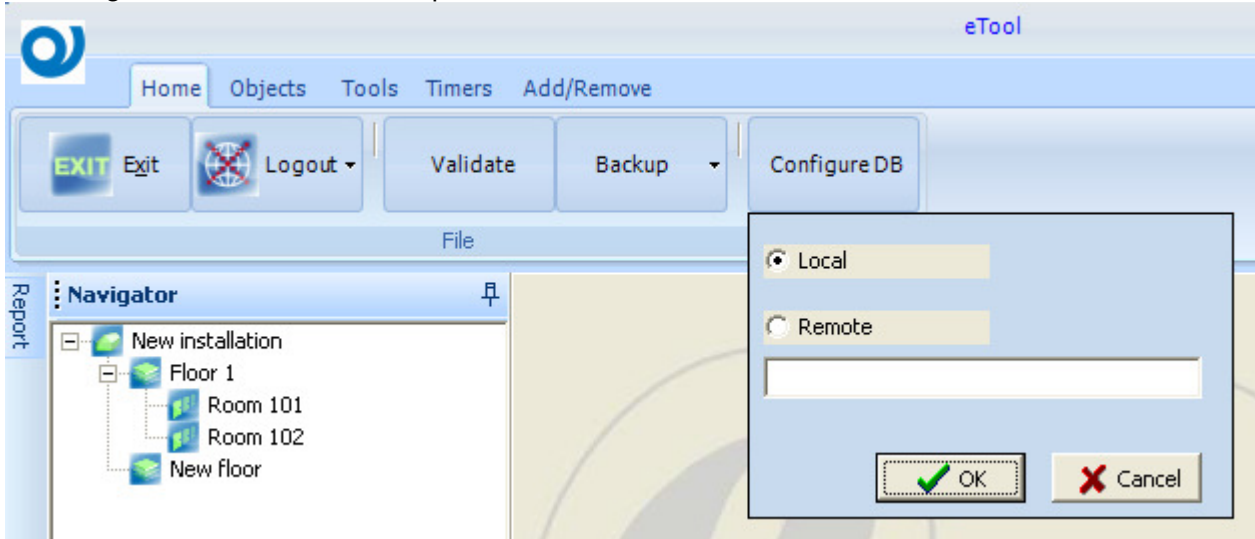 eTool
Home Objects Tools Timers Add/Remove
EXIT Exit Logout Validate Backup Configure DB
File
Report
Navigator
New installation
Floor 1
Room 101
Room 102
New floor
Local
Remote
OK Cancel